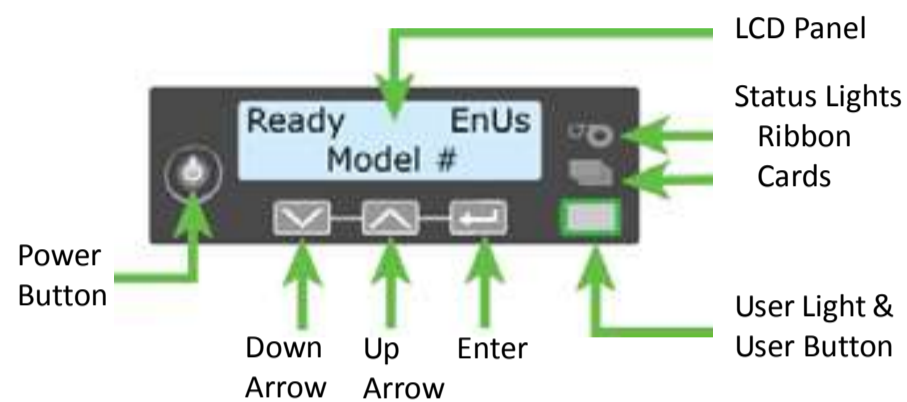 LCD Panel
Status Lights
Ribbon
Cards
Ready EnUs
Model #
Power
Button
Down
Arrow
Up
Arrow
Enter
User Light &
User Button